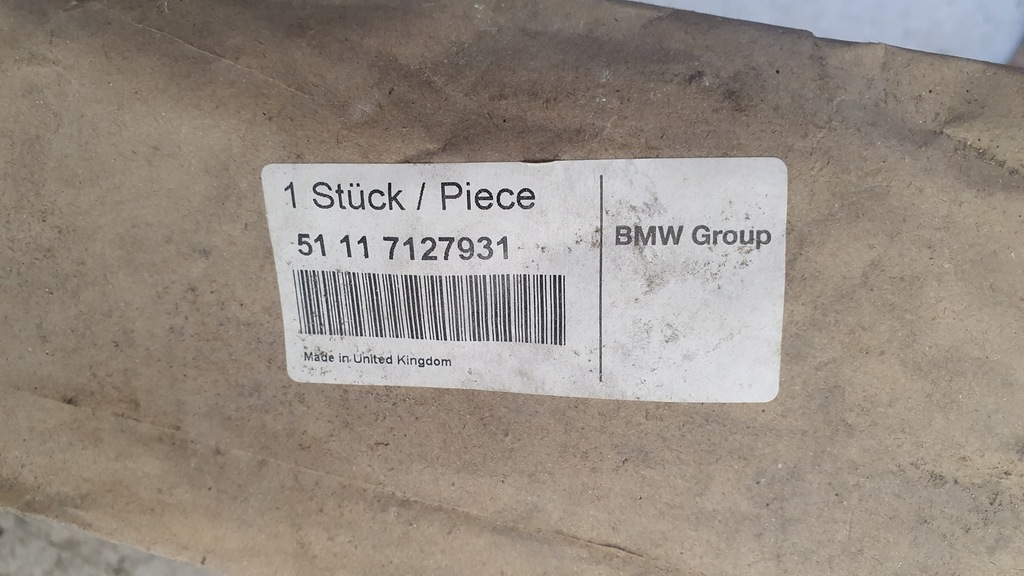 1 Stück / Piece
51 11 7127931
BMW Group
Made in United Kingdom